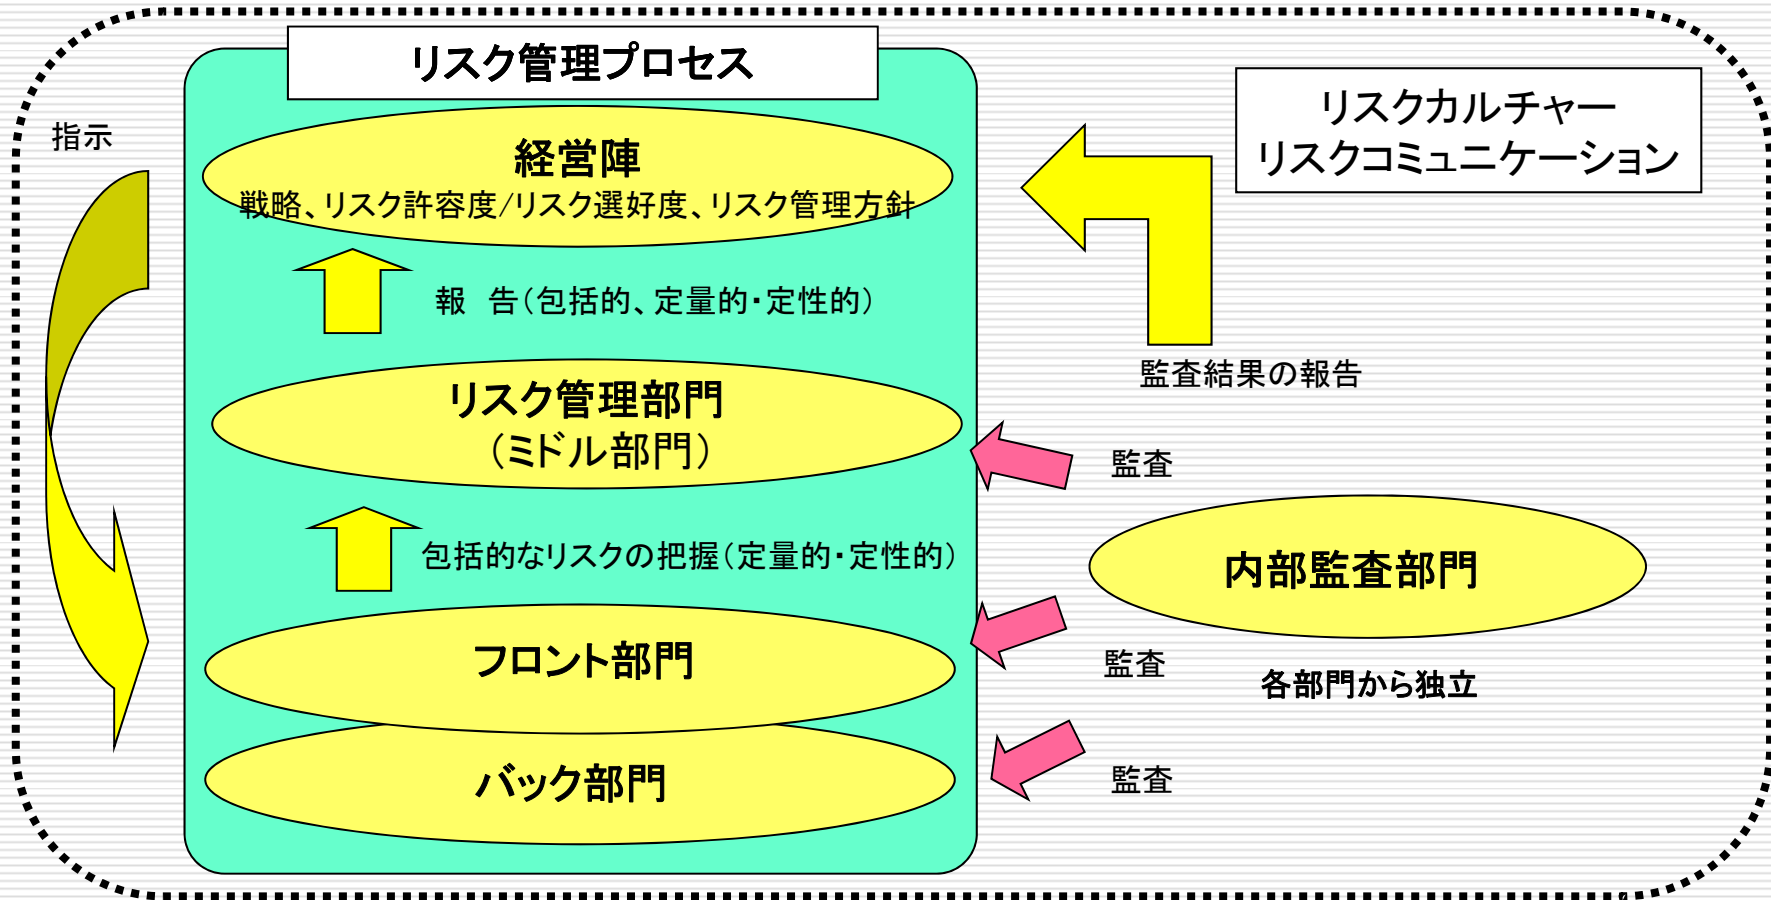 リスク管理プロセス
リスクカルチャー
リスクコミュニケーション
指示
経営陣
戦略、リスク許容度/リスク選好度、リスク管理方針
報　告(包括的、定量的・定性的)
監査結果の報告
リスク管理部門
(ミドル部門)
監査
包括的なリスクの把握(定量的・定性的)
内部監査部門
フロント部門
監査
各部門から独立
バック部門
監査